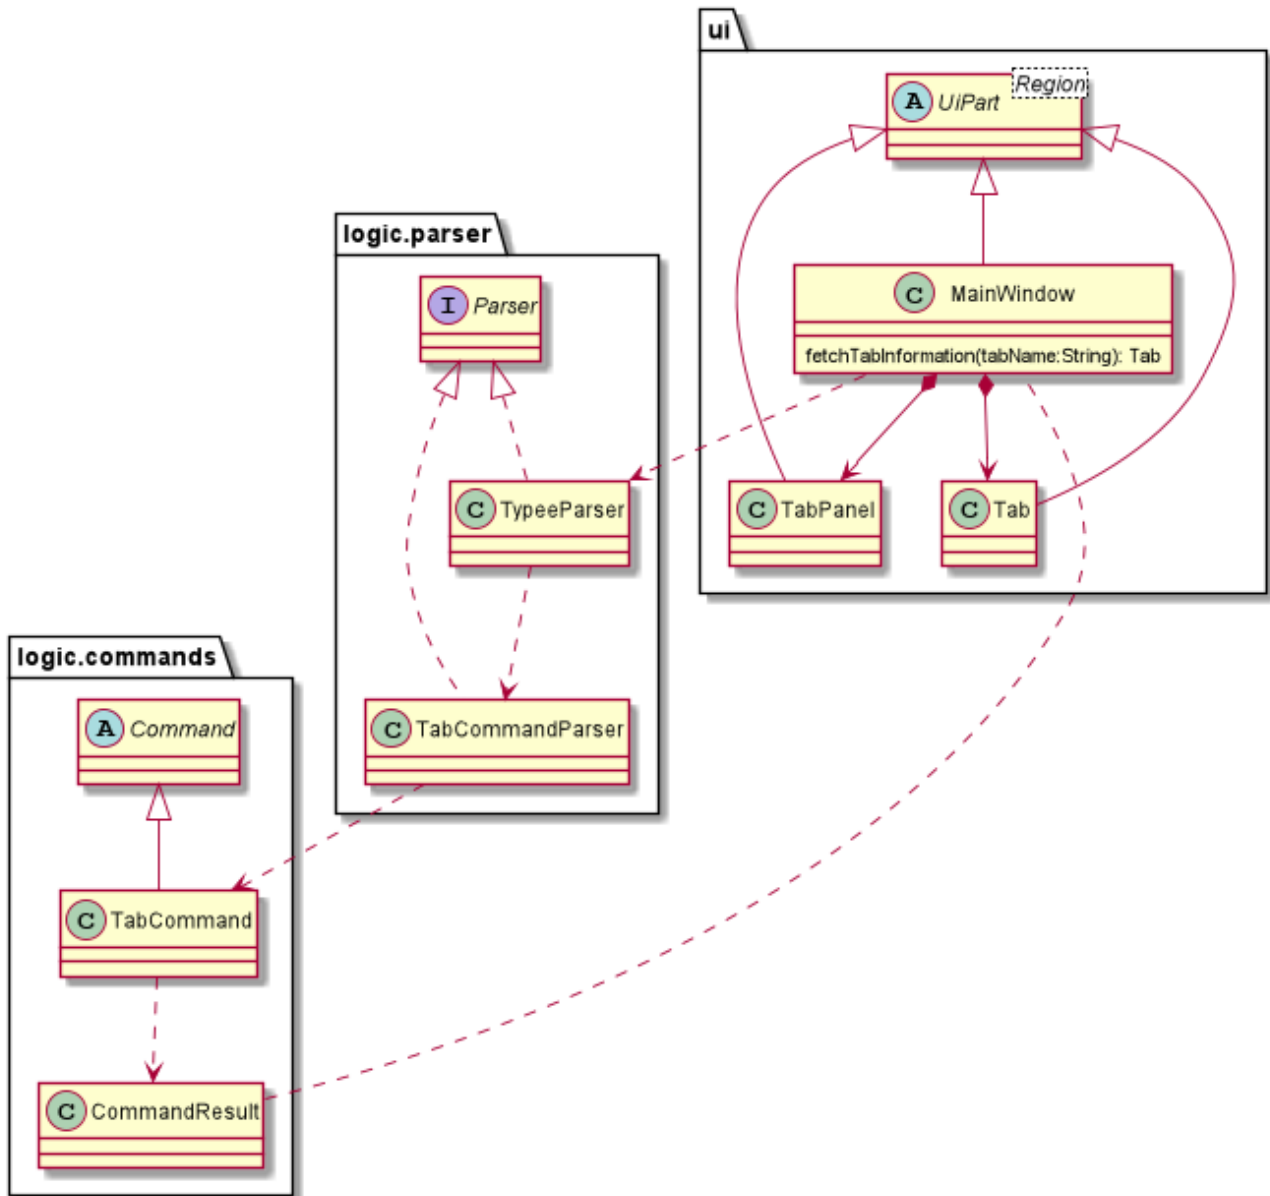 ui
A UiPart
Region
C MainWindow
fetchTabInformation(tabName:String): Tab
C TabPanel
C Tab
logic.parser
I Parser
C TypeeParser
C TabCommandParser
logic.commands
A Command
C TabCommand
C CommandResult